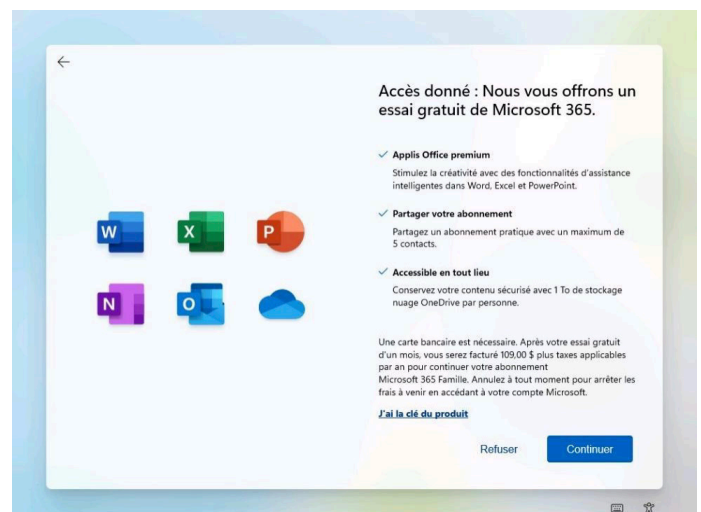 Accès donné : Nous vous offrons un
essai gratuit de Microsoft 365.
Applis Office premium
Stimulez la créativité avec des fonctionnalités d'assistance
intelligentes dans Word, Excel et PowerPoint.
Partager votre abonnement
Partagez un abonnement pratique avec un maximum de
5 contacts.
Accessible en tout lieu
Conservez votre contenu sécurisé avec 1 To de stockage
nuage OneDrive par personne.
W
X
P
N
O
Une carte bancaire est nécessaire. Après votre essai gratuit
d'un mois, vous serez facturé 109,00 $ plus taxes applicables
par an pour continuer votre abonnement
Microsoft 365 Famille. Annulez à tout moment pour arrêter les
frais à venir en accédant à votre compte Microsoft.
J'ai la clé du produit
Refuser
Continuer